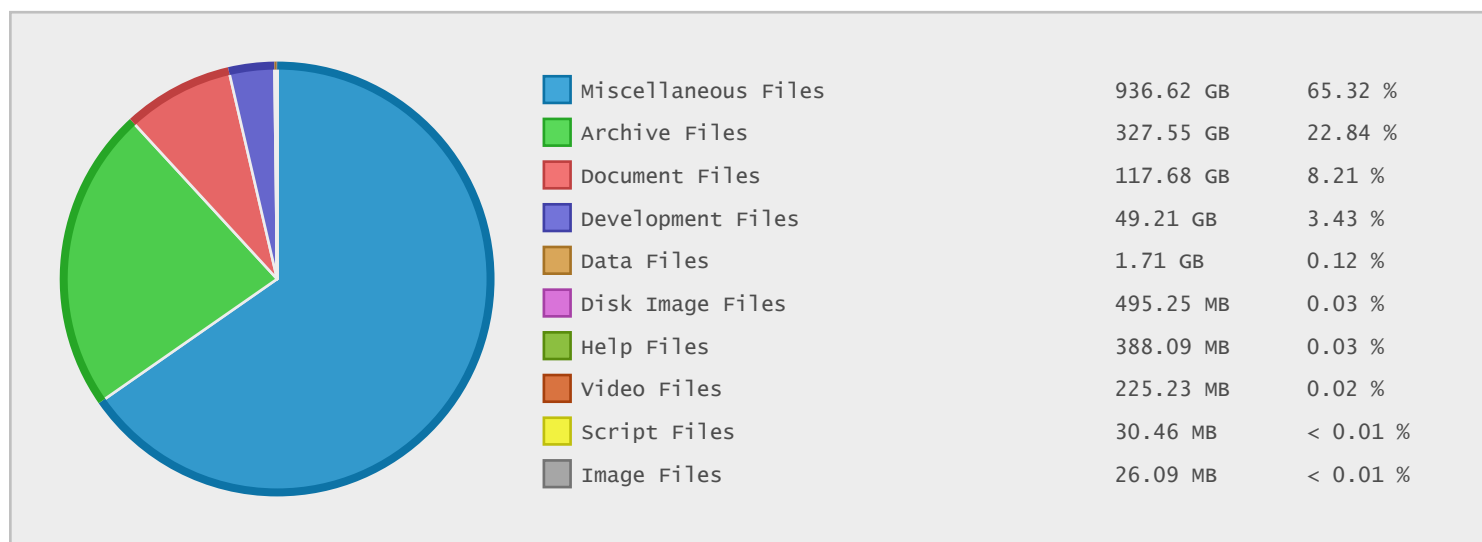 Miscellaneous Files 936.62 GB 65.32 %
Archive Files 327.55 GB 22.84 %
Document Files 117.68 GB 8.21 %
Development Files 49.21 GB 3.43 %
Data Files 1.71 GB 0.12 %
Disk Image Files 495.25 MB 0.03 %
Help Files 388.09 MB 0.03 %
Video Files 225.23 MB 0.02 %
Script Files 30.46 MB < 0.01 %
Image Files 26.09 MB < 0.01 %